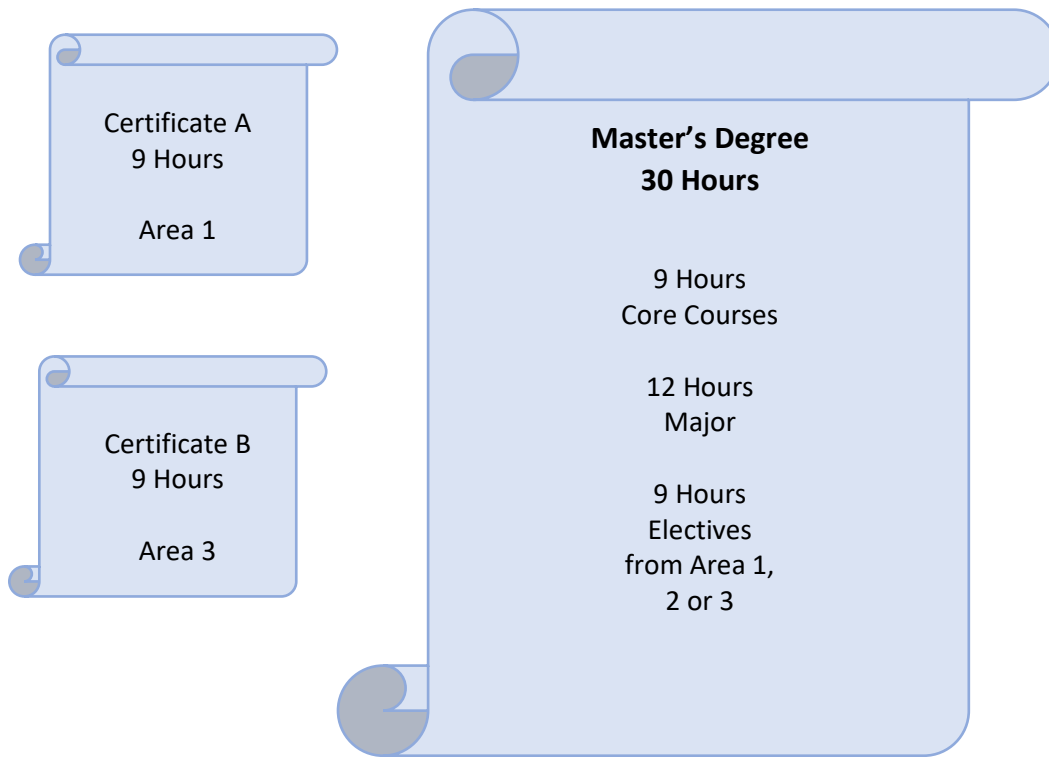 Certificate A
9 Hours
Area 1
Certificate B
9 Hours
Area 3
Master’s Degree
30 Hours
9 Hours
Core Courses
12 Hours
Major
9 Hours
Electives
from Area 1,
2 or 3